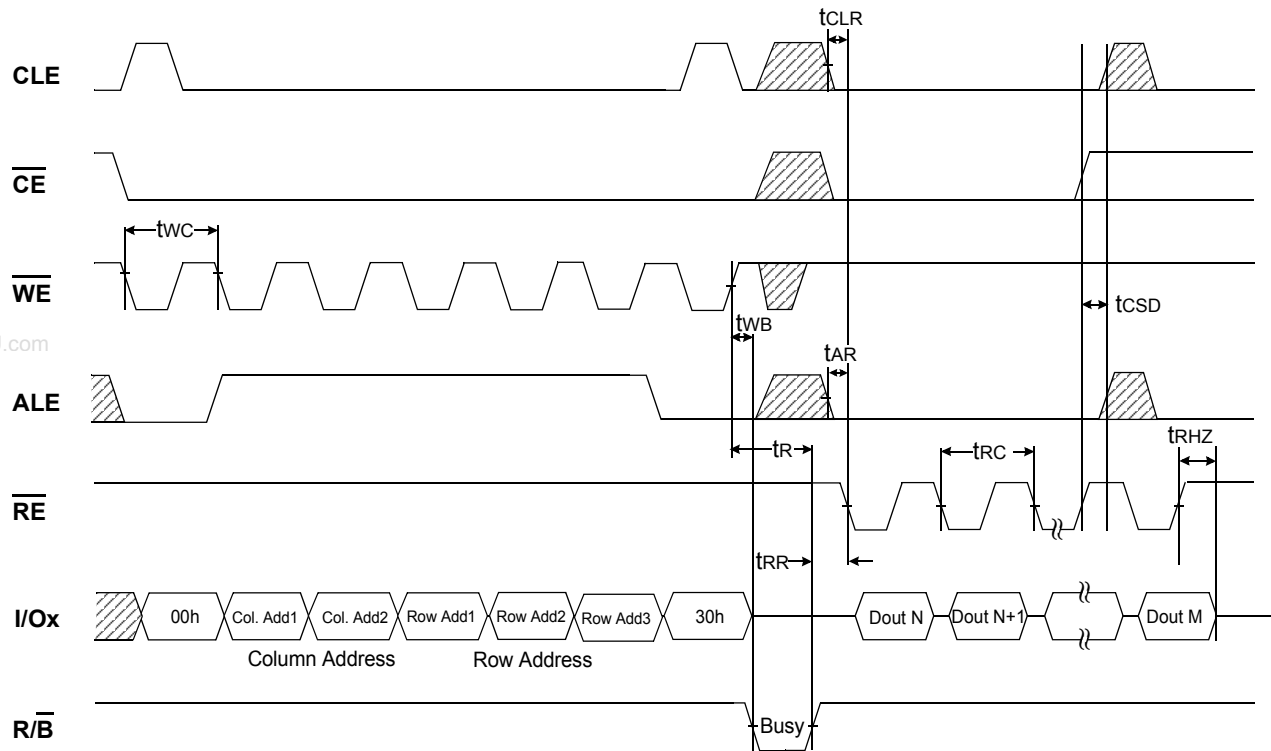 tCLR
CLE
CE
tWC
WE
tCSD
tWB
.com
tAR
ALE
tR
tRC
tRHZ
RE
tRR
I/Ox
00h
Col. Add1
Col. Add2
Row Add1
Row Add2
Row Add3
30h
Dout N
Dout N+1
Dout M
Column Address
Row Address
R/B
Busy